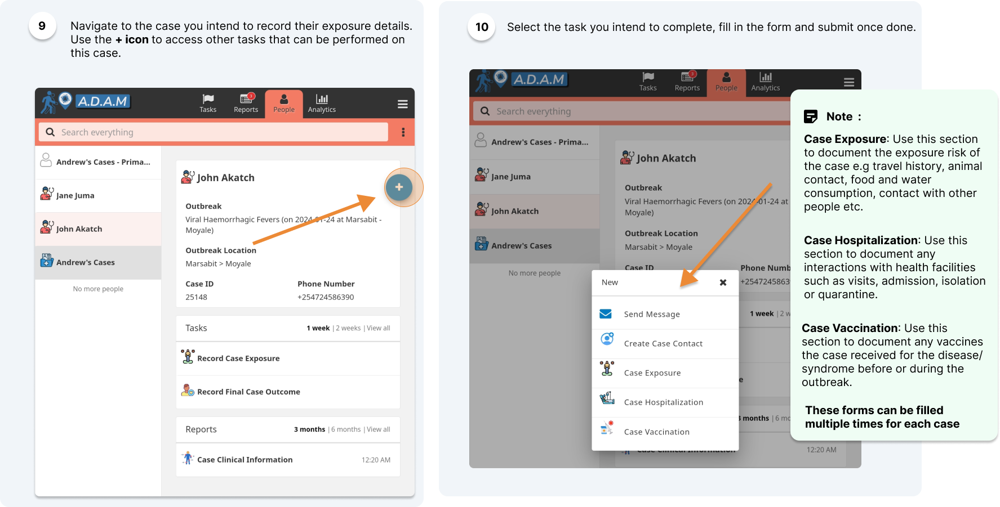 9
Navigate to the case you intend to record their exposure details.
Use the + icon to access other tasks that can be performed on
this case.
A.D.A.M
Tasks
3
Reports
People
Analytics
Search everything
Andrew's Cases - Prima...
Jane Juma
John Akatch
Andrew's Cases
No more people
John Akatch
+
Outbreak
Viral Haemorrhagic Fevers (on 2024-01-24 at Marsabit -
Moyale)
Outbreak Location
Marsabit > Moyale
Case ID
Phone Number
25148
+254724586390
Tasks
1 week | 2 weeks | View all
Record Case Exposure
Record Final Case Outcome
Reports
3 months | 6 months | View all
Case Clinical Information
12:20 AM
10
Select the task you intend to complete, fill in the form and submit once done.
A.D.A.M
Tasks
3
Reports
People
Analytics
Search everything
Andrew's Cases - Prima...
Jane Juma
John Akatch
Andrew's Cases
No more people
John Akatch
Outbreak
Viral Haemorrhagic Fevers (on 2024-01-24 at
Moyale)
Outbreak Location
Marsabit > Moyale
Case ID
Phone Numb
+2547245863
1 week | 2 w
3 months | 6 mo
Case Clinical Information
12:20 AM
New
Send Message
Create Case Contact
Case Exposure
Case Hospitalization
Case Vaccination
Note :
Case Exposure: Use this section
to document the exposure risk of
the case e.g travel history, animal
contact, food and water
consumption, contact with other
people etc.
Case Hospitalization: Use this
section to document any
interactions with health facilities
such as visits, admission, isolation
or quarantine.
Case Vaccination: Use this
section to document any vaccines
the case received for the disease/
syndrome before or during the
outbreak.
These forms can be filled
multiple times for each case